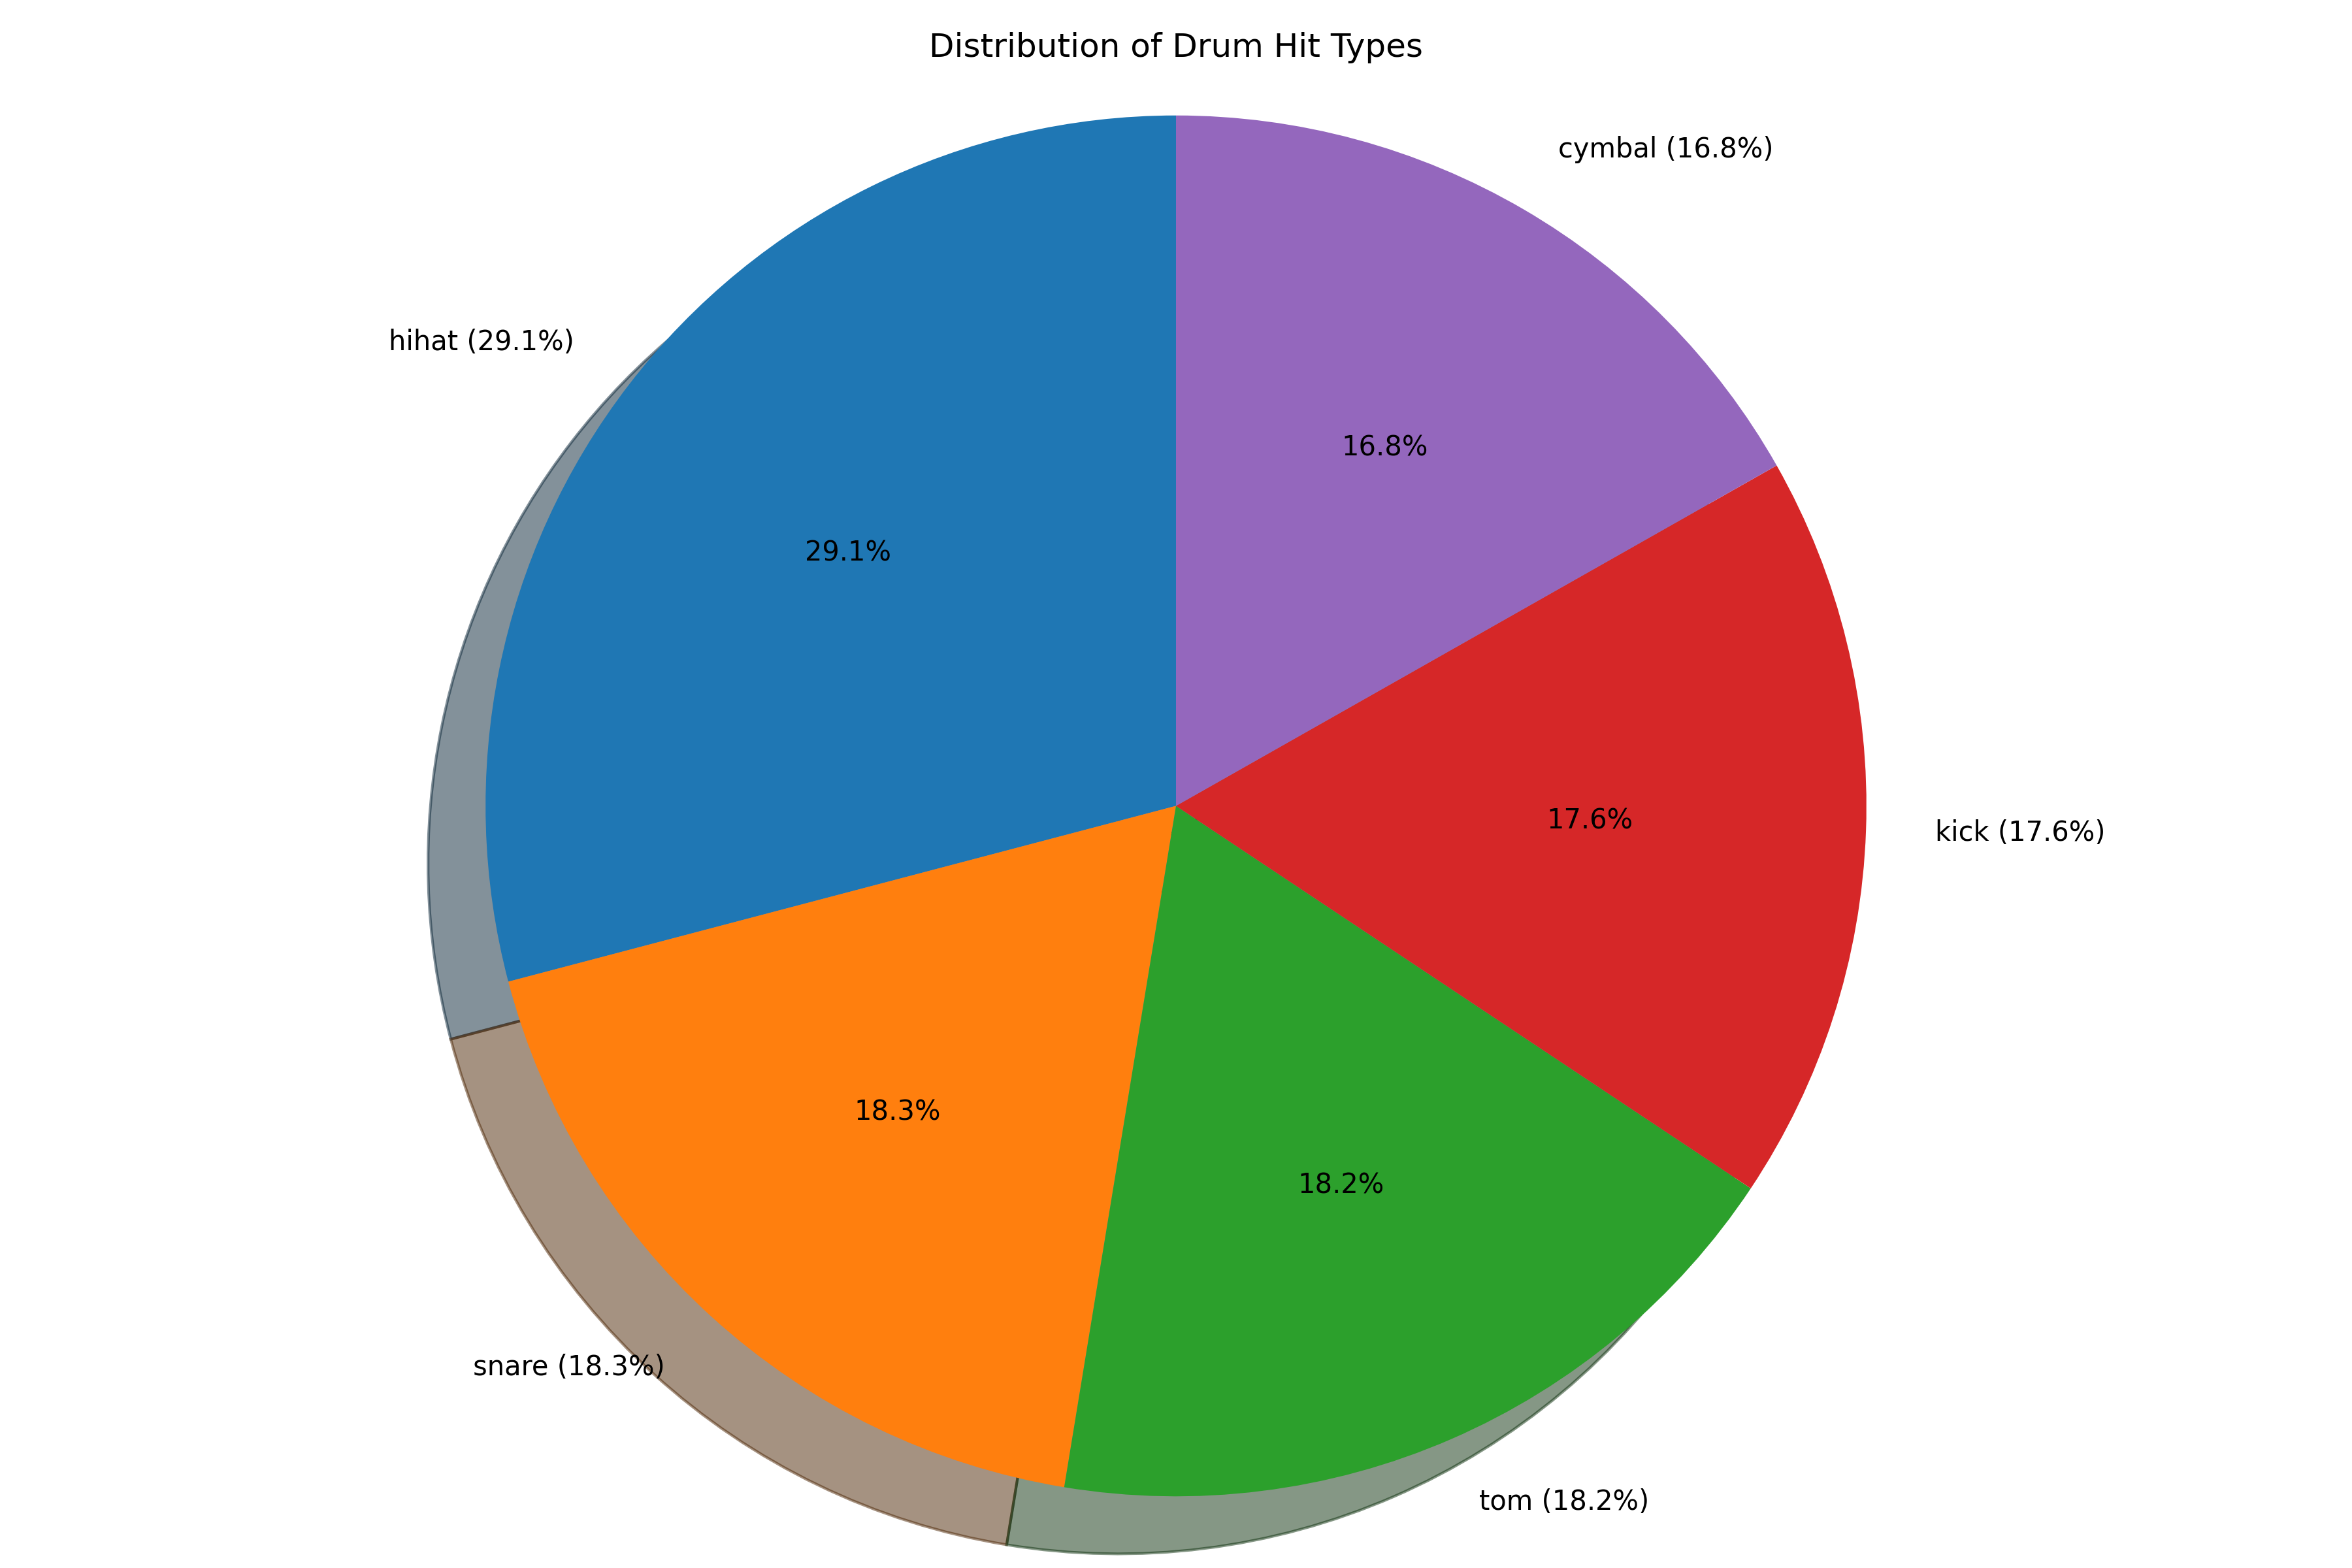 Distribution of Drum Hit Types
cymbal (16.8%)
hihat (29.1%)
16.8%
29.1%
17.6%
kick (17.6%)
18.3%
18.2%
snare (18.3%)
tom (18.2%)